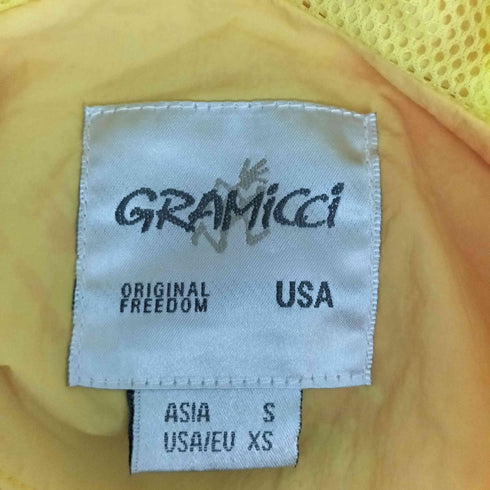 GRAMiCCi
ORIGINAL
FREEDOM
USA
ASIA S
USA/EU XS